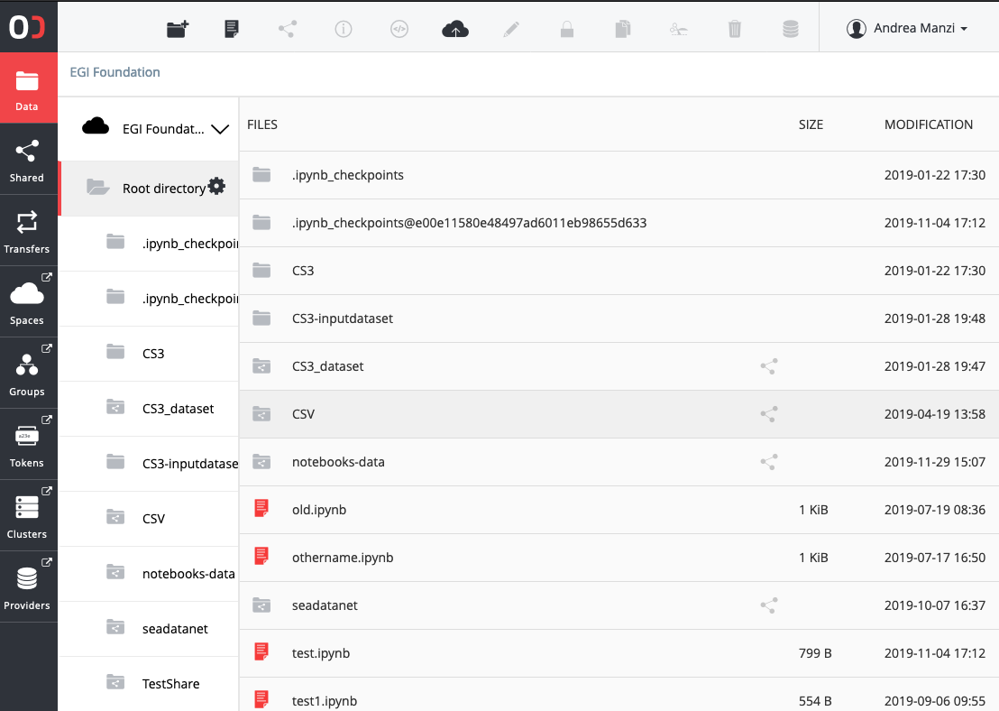 Andrea Manzi
EGI Foundation
Data
Shared
Transfers
Spaces
Groups
a23e
Tokens
Clusters
Providers
EGI Foundat...
Root directory
.ipynb_checkpoin
.ipynb_checkpoin
CS3
CS3_dataset
CS3-inputdatase
CSV
notebooks-data
seadatanet
TestShare
FILES SIZE MODIFICATION
.ipynb_checkpoints 2019-01-22 17:30
.ipynb_checkpoints@e00e11580e48497ad6011eb98655d633 2019-11-04 17:12
CS3 2019-01-22 17:30
CS3-inputdataset 2019-01-28 19:48
CS3_dataset 2019-01-28 19:47
CSV 2019-04-19 13:58
notebooks-data 2019-11-29 15:07
old.ipynb 1 KiB 2019-07-19 08:36
othername.ipynb 1 KiB 2019-07-17 16:50
seadatanet 2019-10-07 16:37
test.ipynb 799 B 2019-11-04 17:12
test1.ipynb 554 B 2019-09-06 09:55